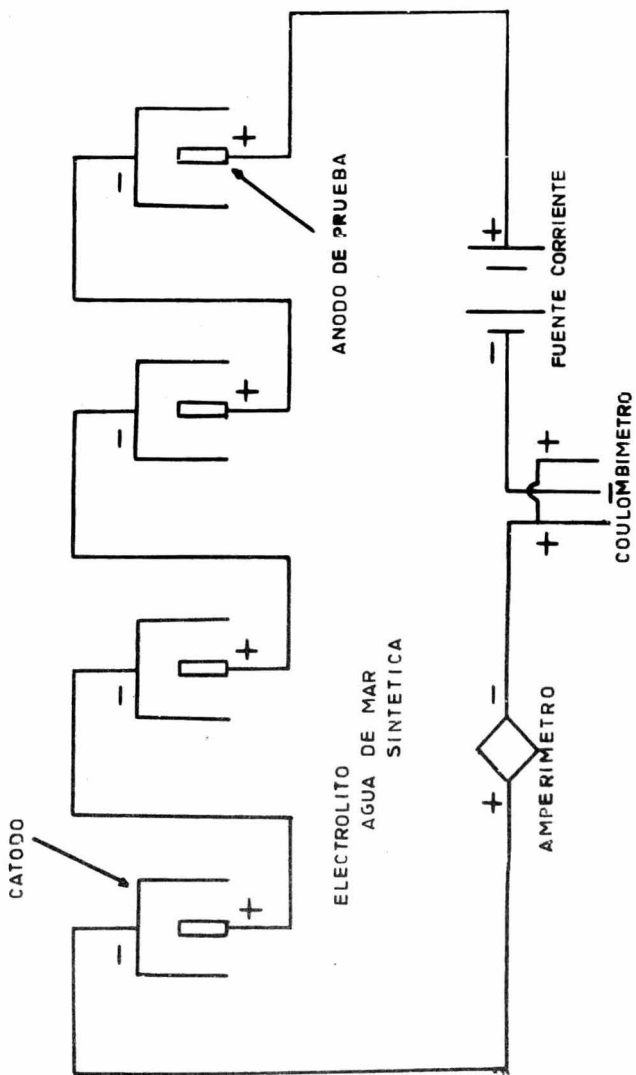 CATODO
ANODO DE PRUEBA
ELECTROLITO
AGUA DE MAR
SINTETICA
AMPERIMETRO
COULOMBIMETRO
FUENTE CORRIENTE
- + - + - + - +
+ - + - + - +